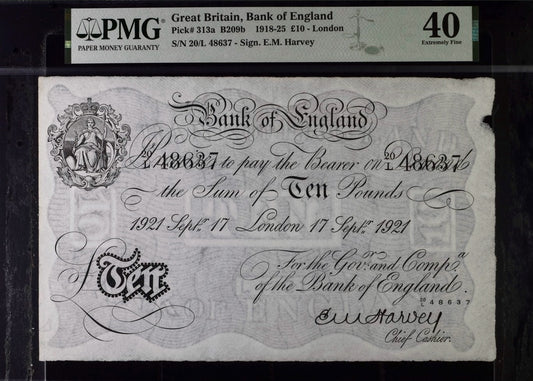 PMG
PAPER MONEY GUARANTY
Great Britain, Bank of England
Pick# 313a B209b 1918-25 £10 - London
S/N 20/L 48637 - Sign. E.M. Harvey
40
Extremely Fine
Bank of England
20/L 48637 to pay the Bearer on 20/L 48637
the Sum of Ten Pounds
1921 Septr. 17 London 17 Septr. 1921
£Ten
For the Govr. and Compa.
of the Bank of England.
20/L 48637
E.M Harvey
Chief Cashier.